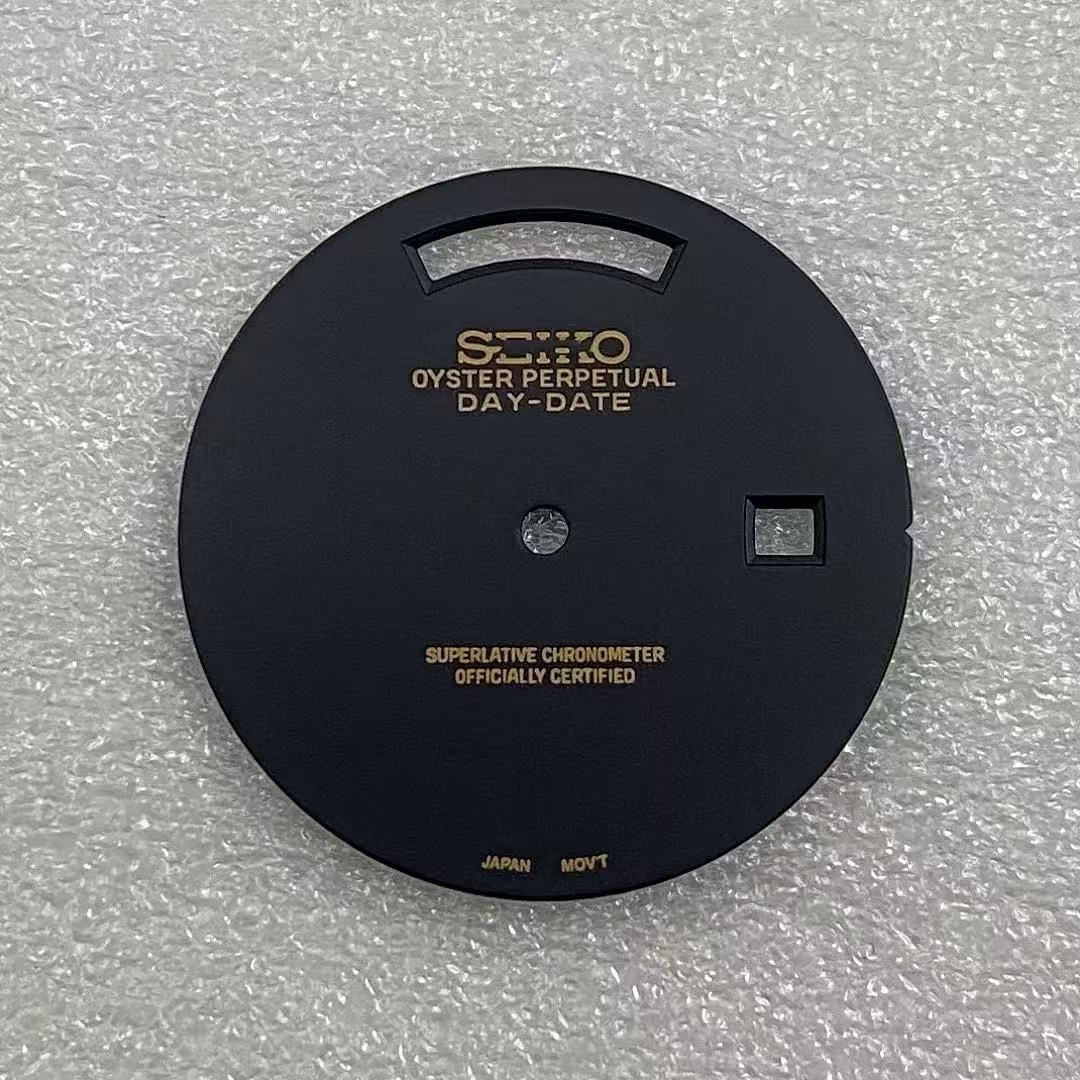 SEIKO
OYSTER PERPETUAL
DAY-DATE
SUPERLATIVE CHRONOMETER
OFFICIALLY CERTIFIED
JAPAN MOV'T